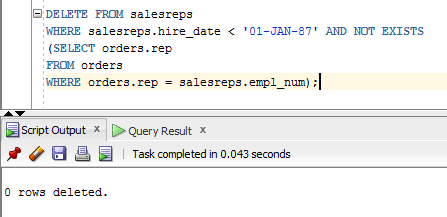 DELETE FROM salesreps
WHERE salesreps.hire_date < '01-JAN-87' AND NOT EXISTS
(SELECT orders.rep
FROM orders
WHERE orders.rep = salesreps.empl_num);
Script Output x Query Result x
Task completed in 0.043 seconds
0 rows deleted.